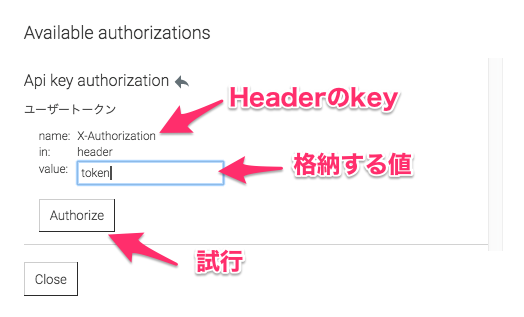 Available authorizations
Api key authorization
Headerのkey
ユーザートークン
name: X-Authorization
in: header
格納する値
value: token
Authorize
試行
Close